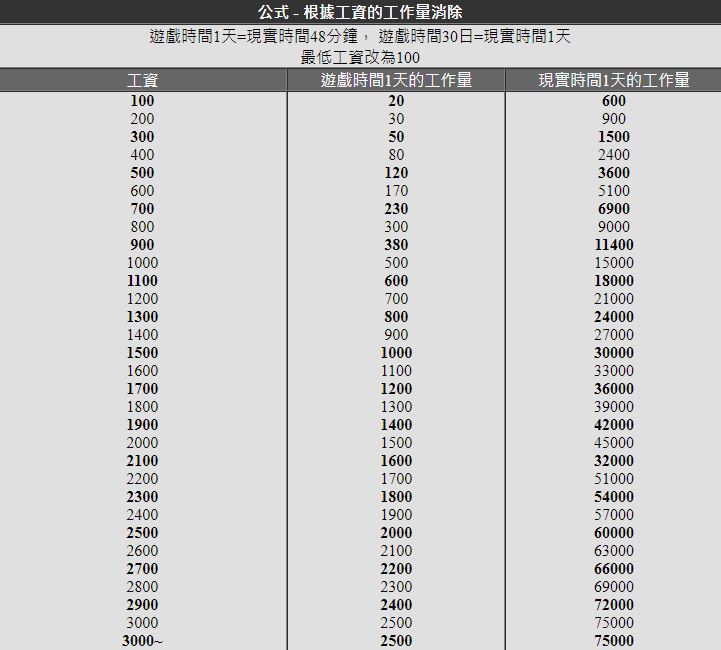 公式 - 根據工資的工作量消除
遊戲時間1天=現實時間48分鐘， 遊戲時間30日=現實時間1天
最低工資改為100
工資 遊戲時間1天的工作量 現實時間1天的工作量
100 20 600
200 30 900
300 50 1500
400 80 2400
500 120 3600
600 170 5100
700 230 6900
800 300 9000
900 380 11400
1000 500 15000
1100 600 18000
1200 700 21000
1300 800 24000
1400 900 27000
1500 1000 30000
1600 1100 33000
1700 1200 36000
1800 1300 39000
1900 1400 42000
2000 1500 45000
2100 1600 32000
2200 1700 51000
2300 1800 54000
2400 1900 57000
2500 2000 60000
2600 2100 63000
2700 2200 66000
2800 2300 69000
2900 2400 72000
3000 2500 75000
3000~ 2500 75000